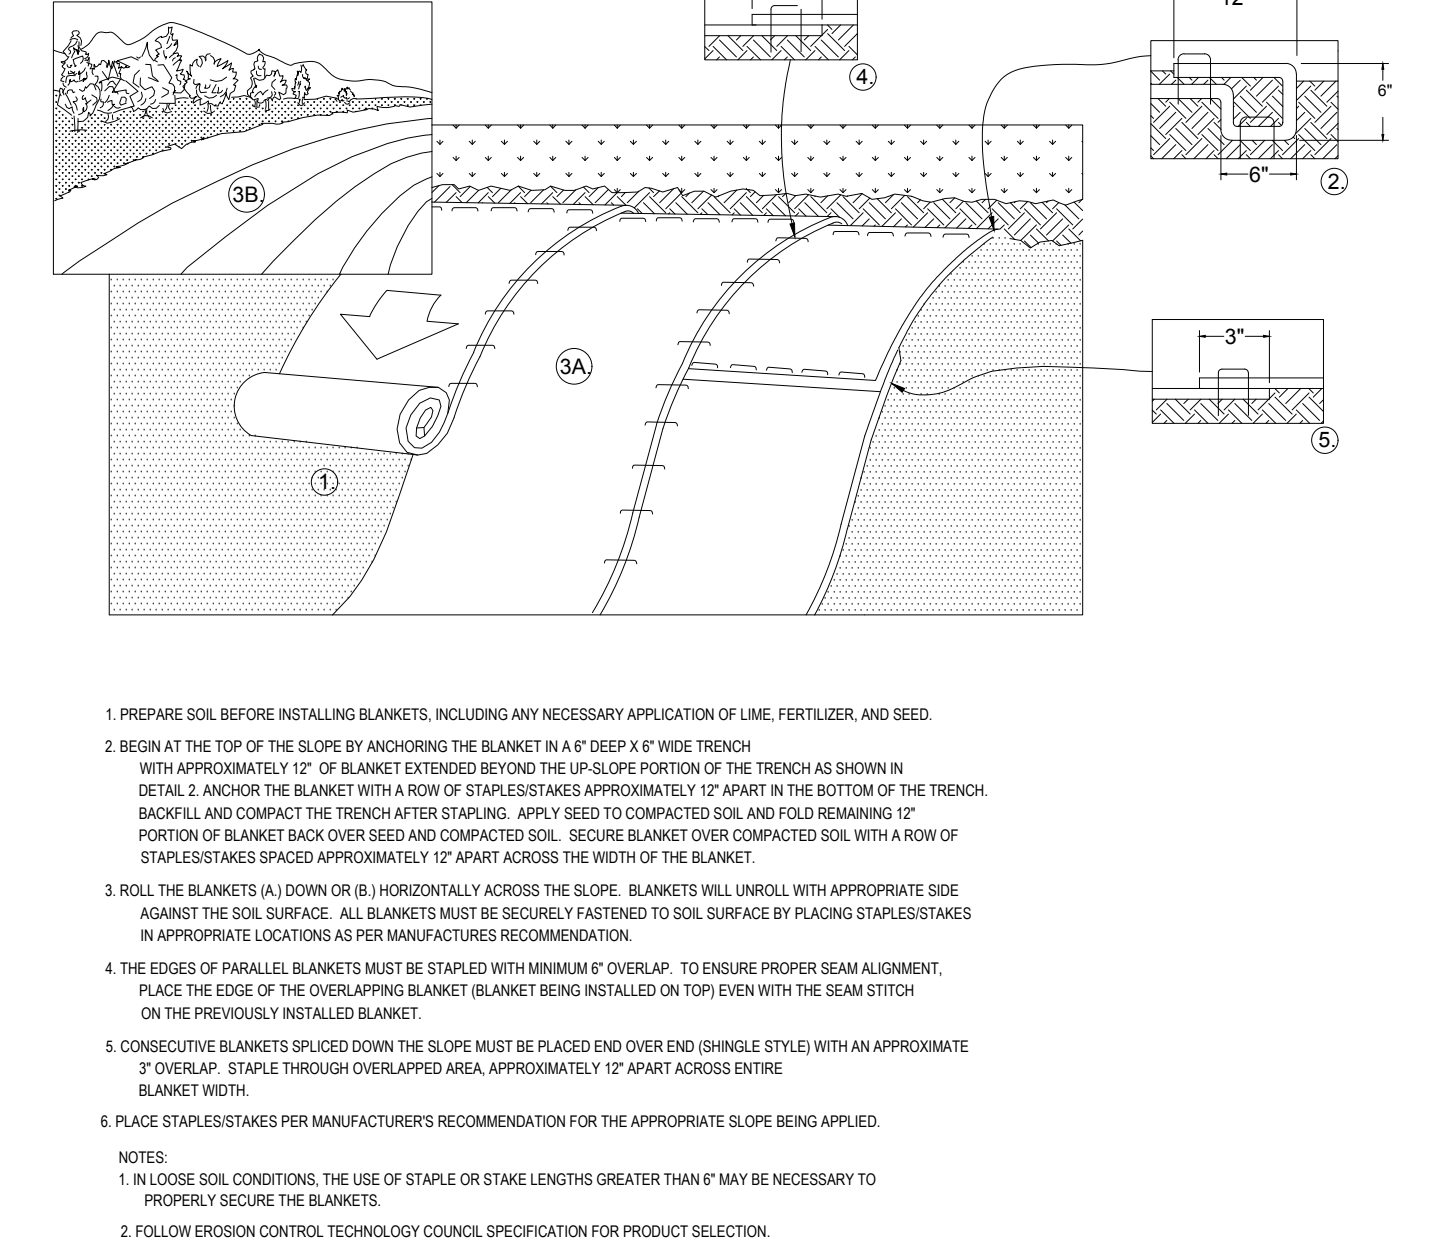 12"
4.
6"
6"
2.
3B.
3A.
3"
5.
1.
1. PREPARE SOIL BEFORE INSTALLING BLANKETS, INCLUDING ANY NECESSARY APPLICATION OF LIME, FERTILIZER, AND SEED.
2. BEGIN AT THE TOP OF THE SLOPE BY ANCHORING THE BLANKET IN A 6" DEEP X 6" WIDE TRENCH
WITH APPROXIMATELY 12" OF BLANKET EXTENDED BEYOND THE UP-SLOPE PORTION OF THE TRENCH AS SHOWN IN
DETAIL 2. ANCHOR THE BLANKET WITH A ROW OF STAPLES/STAKES APPROXIMATELY 12" APART IN THE BOTTOM OF THE TRENCH.
BACKFILL AND COMPACT THE TRENCH AFTER STAPLING. APPLY SEED TO COMPACTED SOIL AND FOLD REMAINING 12"
PORTION OF BLANKET BACK OVER SEED AND COMPACTED SOIL. SECURE BLANKET OVER COMPACTED SOIL WITH A ROW OF
STAPLES/STAKES SPACED APPROXIMATELY 12" APART ACROSS THE WIDTH OF THE BLANKET.
3. ROLL THE BLANKETS (A.) DOWN OR (B.) HORIZONTALLY ACROSS THE SLOPE. BLANKETS WILL UNROLL WITH APPROPRIATE SIDE
AGAINST THE SOIL SURFACE. ALL BLANKETS MUST BE SECURELY FASTENED TO SOIL SURFACE BY PLACING STAPLES/STAKES
IN APPROPRIATE LOCATIONS AS PER MANUFACTURES RECOMMENDATION.
4. THE EDGES OF PARALLEL BLANKETS MUST BE STAPLED WITH MINIMUM 6" OVERLAP. TO ENSURE PROPER SEAM ALIGNMENT,
PLACE THE EDGE OF THE OVERLAPPING BLANKET (BLANKET BEING INSTALLED ON TOP) EVEN WITH THE SEAM STITCH
ON THE PREVIOUSLY INSTALLED BLANKET.
5. CONSECUTIVE BLANKETS SPLICED DOWN THE SLOPE MUST BE PLACED END OVER END (SHINGLE STYLE) WITH AN APPROXIMATE
3" OVERLAP. STAPLE THROUGH OVERLAPPED AREA, APPROXIMATELY 12" APART ACROSS ENTIRE
BLANKET WIDTH.
6. PLACE STAPLES/STAKES PER MANUFACTURER'S RECOMMENDATION FOR THE APPROPRIATE SLOPE BEING APPLIED.
NOTES:
1. IN LOOSE SOIL CONDITIONS, THE USE OF STAPLE OR STAKE LENGTHS GREATER THAN 6" MAY BE NECESSARY TO
PROPERLY SECURE THE BLANKETS.
2. FOLLOW EROSION CONTROL TECHNOLOGY COUNCIL SPECIFICATION FOR PRODUCT SELECTION.